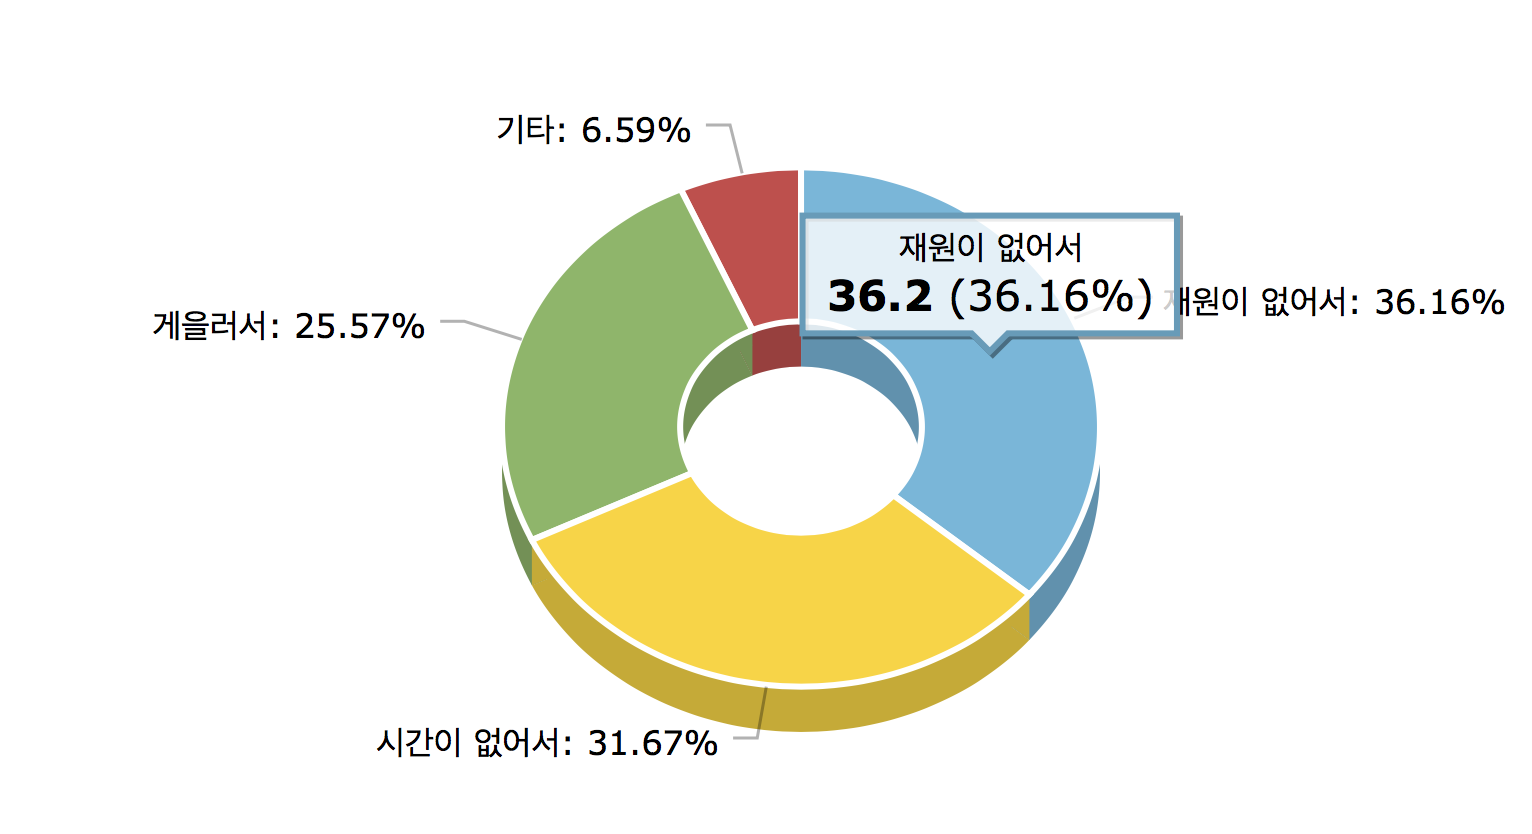 기타: 6.59%
재원이 없어서
36.2 (36.16%)
재원이 없어서: 36.16%
게을러서: 25.57%
시간이 없어서: 31.67%